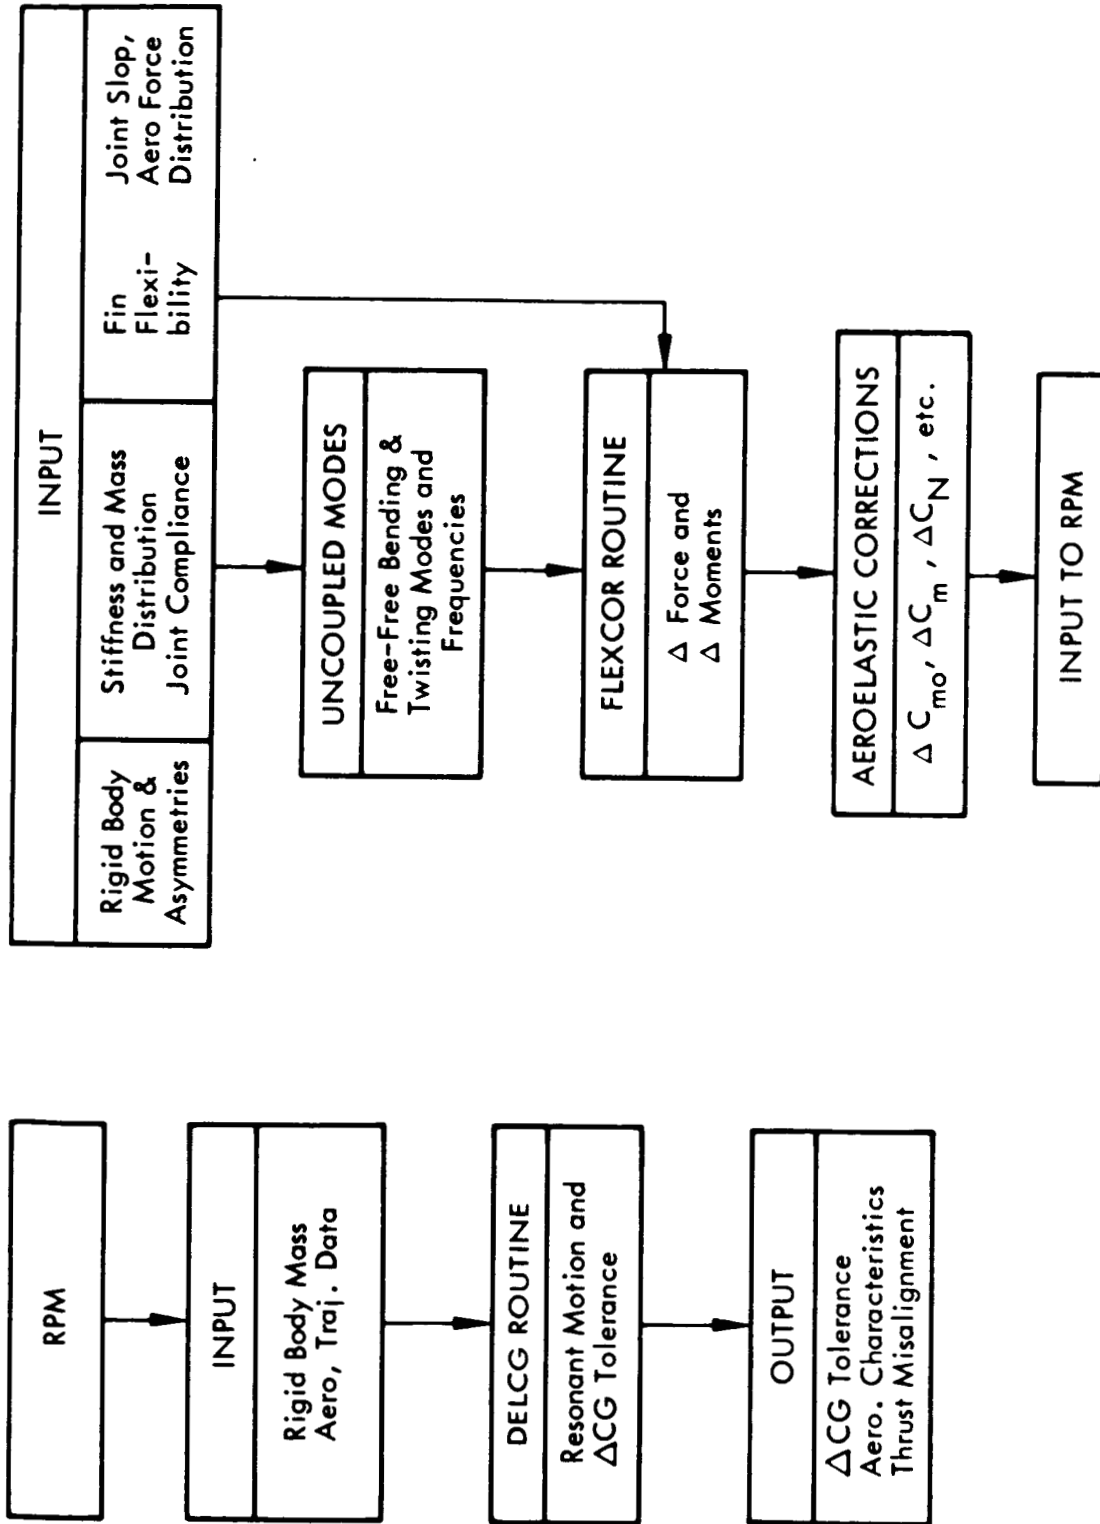 RPM
INPUT
Rigid Body Mass
Aero, Traj. Data
DELCG ROUTINE
Resonant Motion and
ΔCG Tolerance
OUTPUT
ΔCG Tolerance
Aero. Characteristics
Thrust Misalignment
INPUT
Rigid Body
Motion &
Asymmetries
Stiffness and Mass
Distribution
Joint Compliance
Fin
Flexi-
bility
Joint Slop,
Aero Force
Distribution
UNCOUPLED MODES
Free-Free Bending &
Twisting Modes and
Frequencies
FLEXCOR ROUTINE
Δ Force and
Δ Moments
AEROELASTIC CORRECTIONS
Δ C_mo, ΔC_m, ΔC_N, etc.
INPUT TO RPM